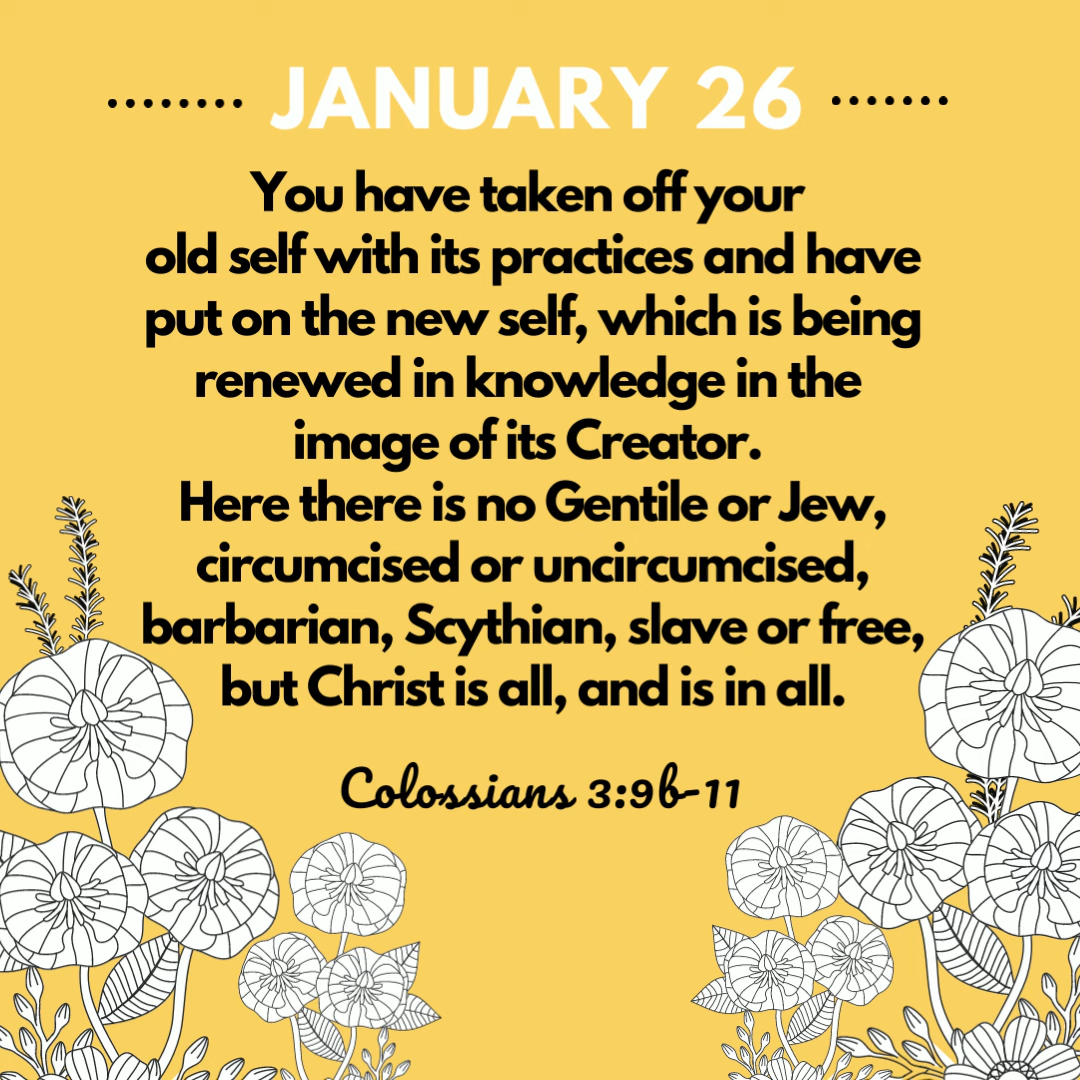 JANUARY 26
You have taken off your
old self with its practices and have
put on the new self, which is being
renewed in knowledge in the
image of its Creator.
Here there is no Gentile or Jew,
circumcised or uncircumcised,
barbarian, Scythian, slave or free,
but Christ is all, and is in all.
Colossians 3:9b-11